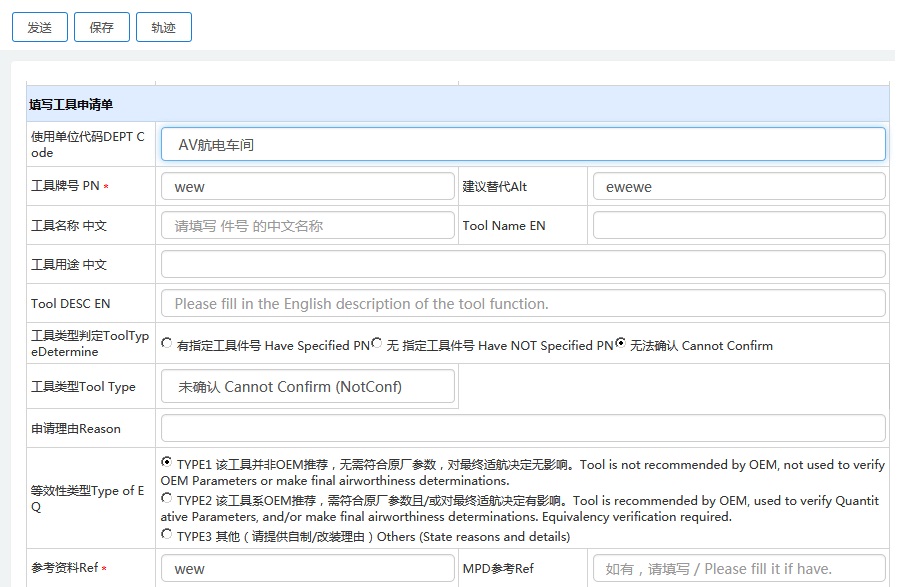 发送 保存 轨迹
填写工具申请单
使用单位代码DEPT C
ode
AV航电车间
工具牌号 PN *
wew
建议替代Alt
ewewe
工具名称 中文
请填写 件号 的中文名称
Tool Name EN
工具用途 中文
Tool DESC EN
Please fill in the English description of the tool function.
工具类型判定ToolTyp
eDetermine
有指定工具件号 Have Specified PN 无 指定工具件号 Have NOT Specified PN 无法确认 Cannot Confirm
工具类型Tool Type
未确认 Cannot Confirm (NotConf)
申请理由Reason
等效性类型Type of E
Q
TYPE1 该工具并非OEM推荐，无需符合原厂参数，对最终适航决定无影响。Tool is not recommended by OEM, not used to verify
OEM Parameters or make final airworthiness determinations.
TYPE2 该工具系OEM推荐，需符合原厂参数且/或对最终适航决定有影响。Tool is recommended by OEM, used to verify Quantit
ative Parameters, and/or make final airworthiness determinations. Equivalency verification required.
TYPE3 其他（请提供自制/改装理由）Others (State reasons and details)
参考资料Ref *
wew
MPD参考Ref
如有，请填写 / Please fill it if have.